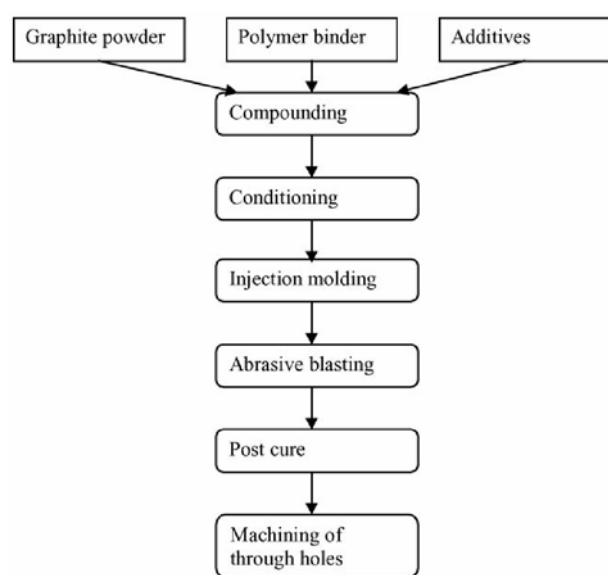 Graphite powder
Polymer binder
Additives
Compounding
Conditioning
Injection molding
Abrasive blasting
Post cure
Machining of
through holes